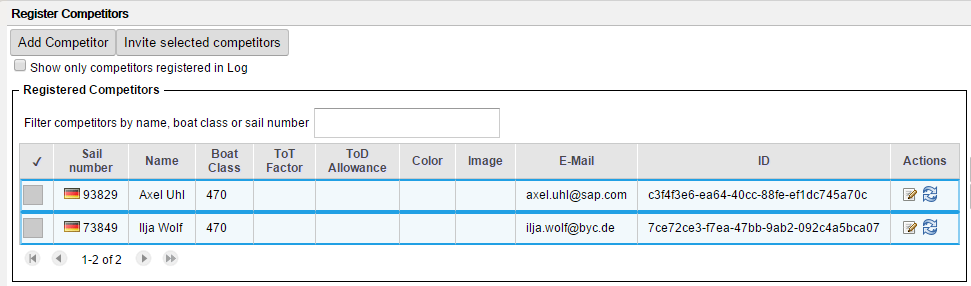 Register Competitors
Add Competitor Invite selected competitors
Show only competitors registered in Log
Registered Competitors
Filter competitors by name, boat class or sail number
✓ Sail number Name Boat Class ToT Factor ToD Allowance Color Image E-Mail ID Actions
93829 Axel Uhl 470 axel.uhl@sap.com c3f4f3e6-ea64-40cc-88fe-ef1dc745a70c
73849 Ilja Wolf 470 ilja.wolf@byc.de 7ce72ce3-f7ea-47bb-9ab2-092c4a5bca07
1-2 of 2